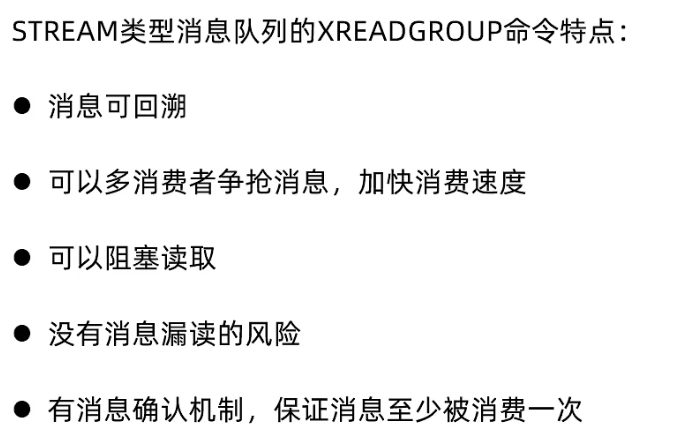 STREAM类型消息队列的XREADGROUP命令特点：
● 消息可回溯
● 可以多消费者争抢消息，加快消费速度
● 可以阻塞读取
● 没有消息漏读的风险
● 有消息确认机制，保证消息至少被消费一次